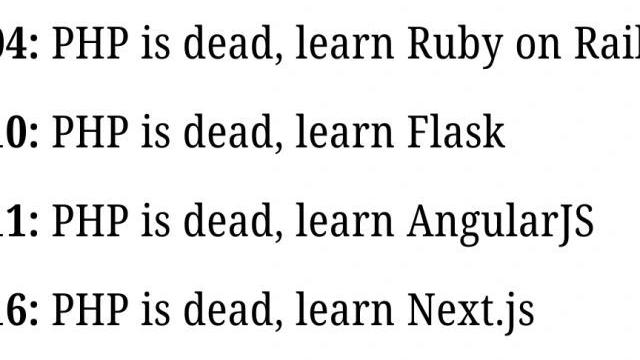 04: PHP is dead, learn Ruby on Rail
10: PHP is dead, learn Flask
11: PHP is dead, learn AngularJS
16: PHP is dead, learn Next.js